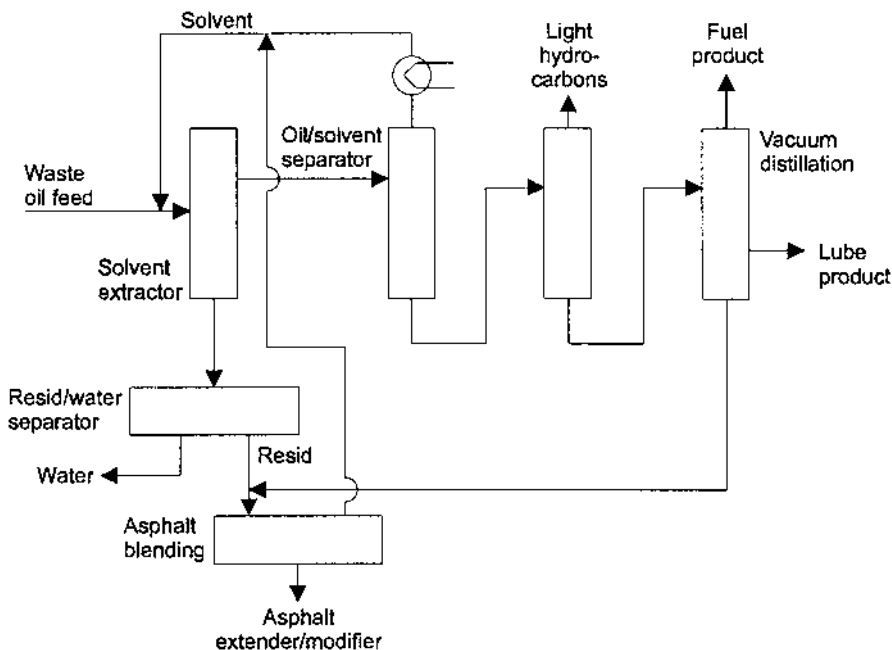 Solvent
Light
hydro-
carbons
Fuel
product
Oil/solvent
separator
Vacuum
distillation
Waste
oil feed
Solvent
extractor
Lube
product
Resid/water
separator
Resid
Water
Asphalt
blending
Asphalt
extender/modifier